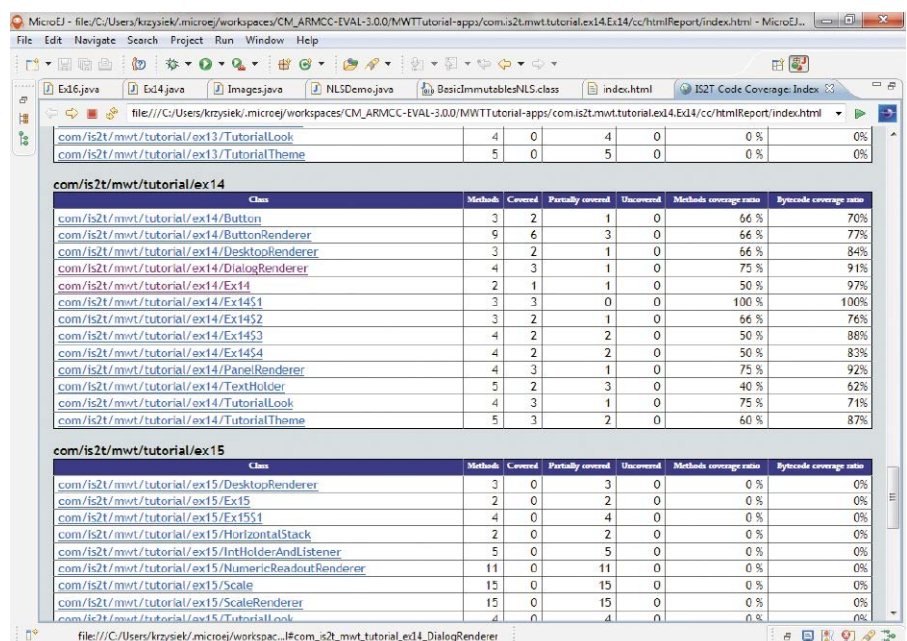 MicroEJ - file:/C:/Users/krzysiek/.microej/workspaces/CM_ARMCC-EVAL-3.0.0/MWTTutorial-apps/com.is2t.mwt.tutorial.ex14.Ex14/cc/htmlReport/index.html - MicroEJ...
File Edit Navigate Search Project Run Window Help
Ex16.java Ex14.java Images.java NLSDemo.java BasicImmutablesNLS.class index.html IS2T Code Coverage: Index
file:///C:/Users/krzysiek/.microej/workspaces/CM_ARMCC-EVAL-3.0.0/MWTTutorial-apps/com.is2t.mwt.tutorial.ex14.Ex14/cc/htmlReport/index.html
com/is2t/mwt/tutorial/ex13/TutorialLook 4 0 4 0 0 % 0%
com/is2t/mwt/tutorial/ex13/TutorialTheme 5 0 5 0 0 % 0%
com/is2t/mwt/tutorial/ex14
Class Methods Covered Partially covered Uncovered Methods coverage ratio Bytecode coverage ratio
com/is2t/mwt/tutorial/ex14/Button 3 2 1 0 66 % 70%
com/is2t/mwt/tutorial/ex14/ButtonRenderer 9 6 3 0 66 % 77%
com/is2t/mwt/tutorial/ex14/DesktopRenderer 3 2 1 0 66 % 84%
com/is2t/mwt/tutorial/ex14/DialogRenderer 4 3 1 0 75 % 91%
com/is2t/mwt/tutorial/ex14/Ex14 2 1 1 0 50 % 97%
com/is2t/mwt/tutorial/ex14/Ex14$1 3 3 0 0 100 % 100%
com/is2t/mwt/tutorial/ex14/Ex14$2 3 2 1 0 66 % 76%
com/is2t/mwt/tutorial/ex14/Ex14$3 4 2 2 0 50 % 88%
com/is2t/mwt/tutorial/ex14/Ex14$4 4 2 2 0 50 % 83%
com/is2t/mwt/tutorial/ex14/PanelRenderer 4 3 1 0 75 % 92%
com/is2t/mwt/tutorial/ex14/TextHolder 5 2 3 0 40 % 62%
com/is2t/mwt/tutorial/ex14/TutorialLook 4 3 1 0 75 % 71%
com/is2t/mwt/tutorial/ex14/TutorialTheme 5 3 2 0 60 % 87%
com/is2t/mwt/tutorial/ex15
Class Methods Covered Partially covered Uncovered Methods coverage ratio Bytecode coverage ratio
com/is2t/mwt/tutorial/ex15/DesktopRenderer 3 0 3 0 0 % 0%
com/is2t/mwt/tutorial/ex15/Ex15 2 0 2 0 0 % 0%
com/is2t/mwt/tutorial/ex15/Ex15$1 4 0 4 0 0 % 0%
com/is2t/mwt/tutorial/ex15/HorizontalStack 2 0 2 0 0 % 0%
com/is2t/mwt/tutorial/ex15/IntHolderAndListener 5 0 5 0 0 % 0%
com/is2t/mwt/tutorial/ex15/NumericReadoutRenderer 11 0 11 0 0 % 0%
com/is2t/mwt/tutorial/ex15/Scale 15 0 15 0 0 % 0%
com/is2t/mwt/tutorial/ex15/ScaleRenderer 15 0 15 0 0 % 0%
com/is2t/mwt/tutorial/ex15/TutorialLook 4 0 4 0 0 % 0%
file:///C:/Users/krzysiek/.microej/workspac...l#com_is2t_mwt_tutorial_ex14_DialogRenderer